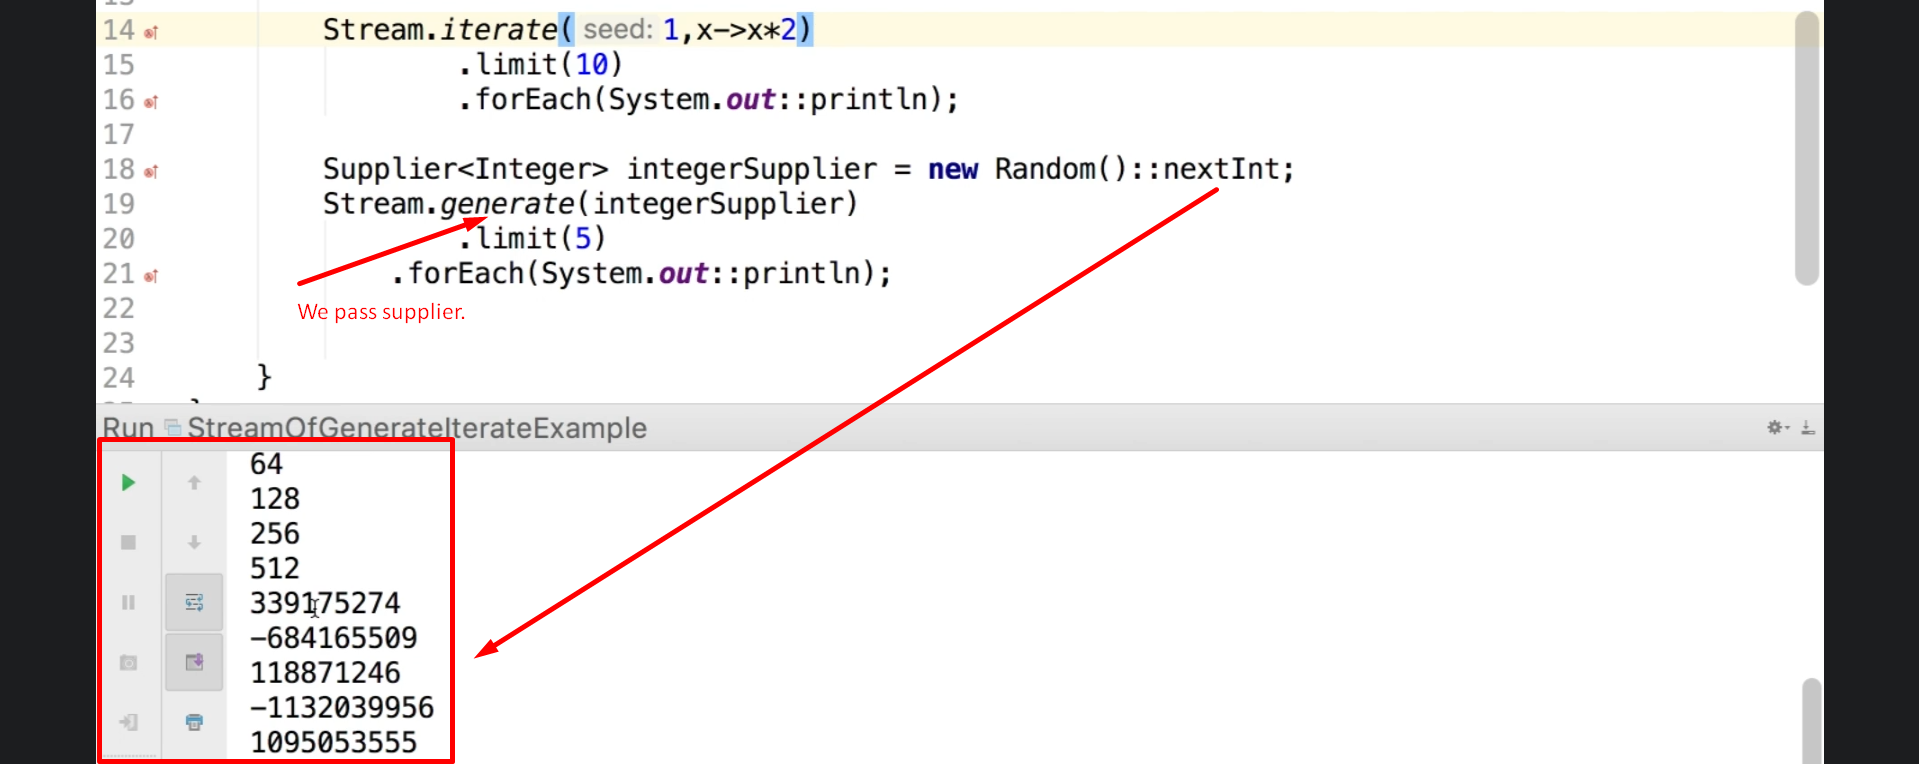 14 Stream.iterate( seed: 1,x->x*2)
15 .limit(10)
16 .forEach(System.out::println);
17
18 Supplier<Integer> integerSupplier = new Random()::nextInt;
19 Stream.generate(integerSupplier)
20 .limit(5)
21 .forEach(System.out::println);
22
We pass supplier.
23
24 }
Run StreamOfGenerateIterateExample
64
128
256
512
339175274
-684165509
118871246
-1132039956
1095053555